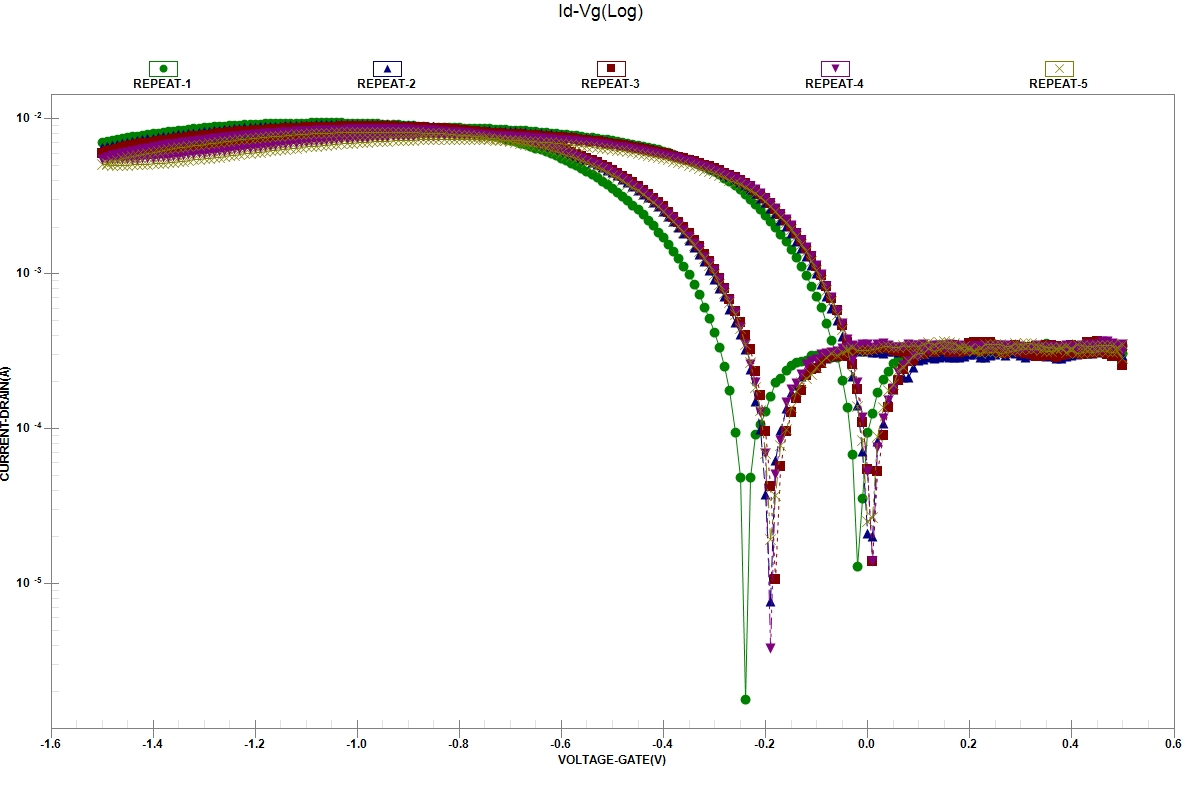 Id-Vg(Log)
REPEAT-1 REPEAT-2 REPEAT-3 REPEAT-4 REPEAT-5
10 -2
10 -3
10 -4
10 -5
CURRENT-DRAIN(A)
-1.6 -1.4 -1.2 -1.0 -0.8 -0.6 -0.4 -0.2 0.0 0.2 0.4 0.6
VOLTAGE-GATE(V)